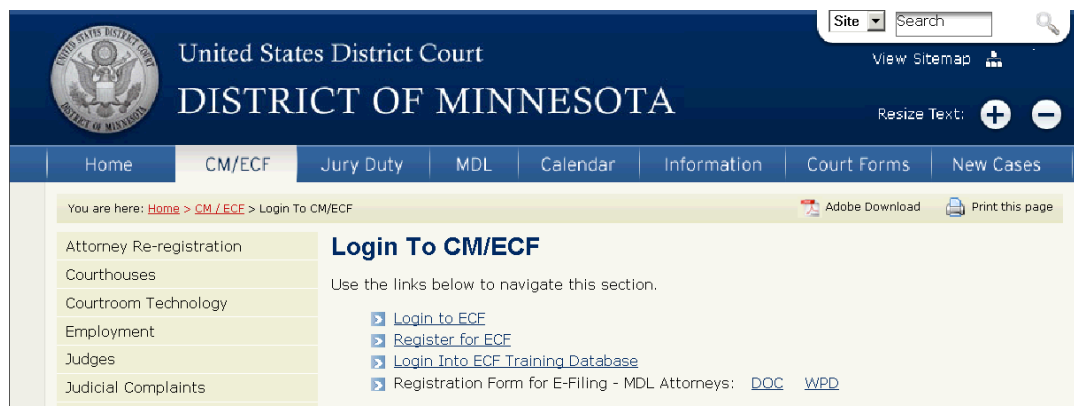 Site Search
View Sitemap
United States District Court
DISTRICT OF MINNESOTA
Resize Text:
Home CM/ECF Jury Duty MDL Calendar Information Court Forms New Cases
You are here: Home > CM / ECF > Login To CM/ECF Adobe Download Print this page
Attorney Re-registration
Courthouses
Courtroom Technology
Employment
Judges
Judicial Complaints
Login To CM/ECF
Use the links below to navigate this section.
Login to ECF
Register for ECF
Login Into ECF Training Database
Registration Form for E-Filing - MDL Attorneys: DOC WPD